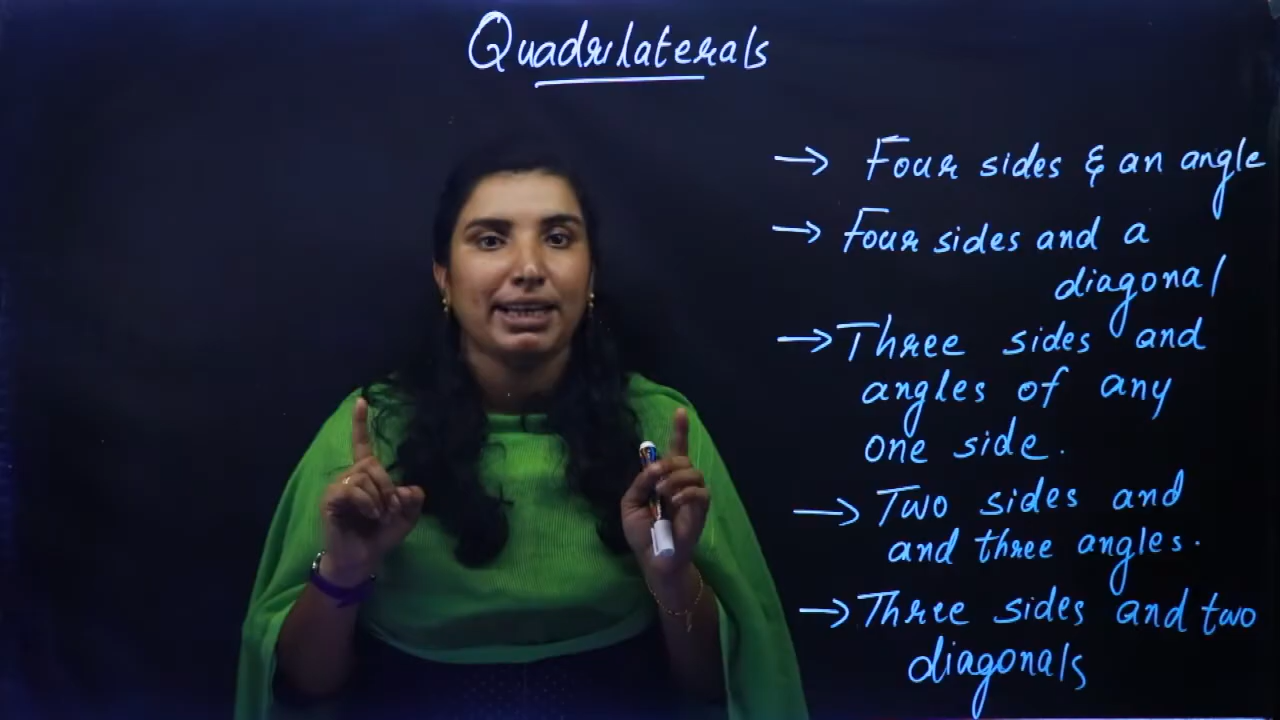 Quadrilaterals
→ Four sides & an angle
→ Four sides and a
diagonal
→ Three sides and
angles of any
one side.
→ Two sides and
and three angles.
→ Three sides and two
diagonals